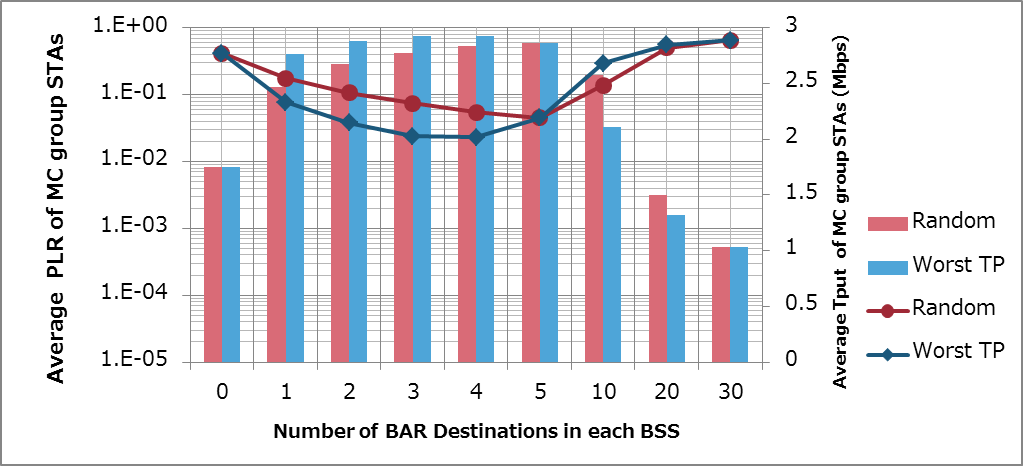 Average PLR of MC group STAs
1.E+00
1.E-01
1.E-02
1.E-03
1.E-04
1.E-05
0 1 2 3 4 5 10 20 30
Number of BAR Destinations in each BSS
3
2.5
2
1.5
1
0.5
0
Average Tput of MC group STAs (Mbps)
Random
Worst TP
Random
Worst TP